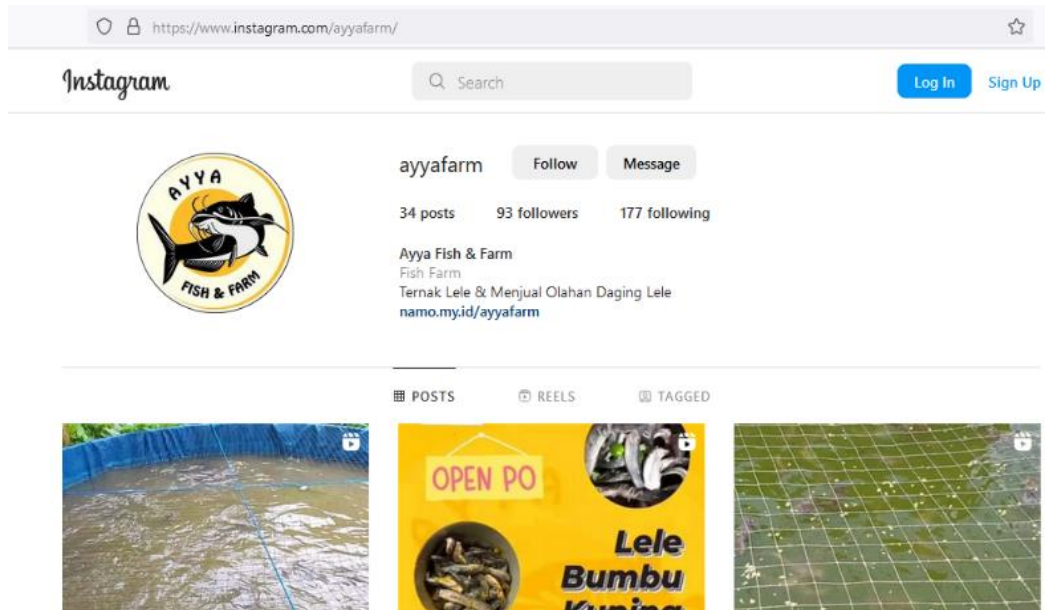 https://www.instagram.com/ayyafarm/
Instagram
Search
Log In
Sign Up
AYYA
FISH & FARM
ayyafarm
Follow
Message
34 posts
93 followers
177 following
Ayya Fish & Farm
Fish Farm
Ternak Lele & Menjual Olahan Daging Lele
namo.my.id/ayyafarm
POSTS
REELS
TAGGED
OPEN PO
Lele
Bumbu
Kuning